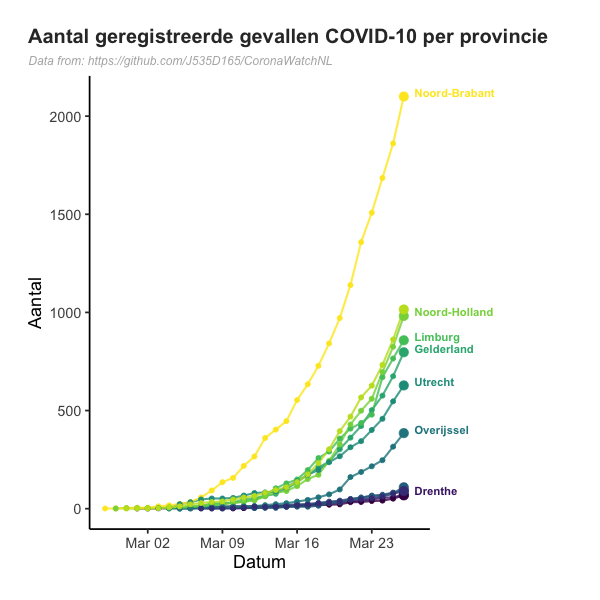 Aantal geregistreerde gevallen COVID-10 per provincie
Data from: https://github.com/J535D165/CoronaWatchNL
Aantal
2000
1500
1000
500
0
Noord-Brabant
Noord-Holland
Limburg
Gelderland
Utrecht
Overijssel
Drenthe
Mar 02 Mar 09 Mar 16 Mar 23
Datum